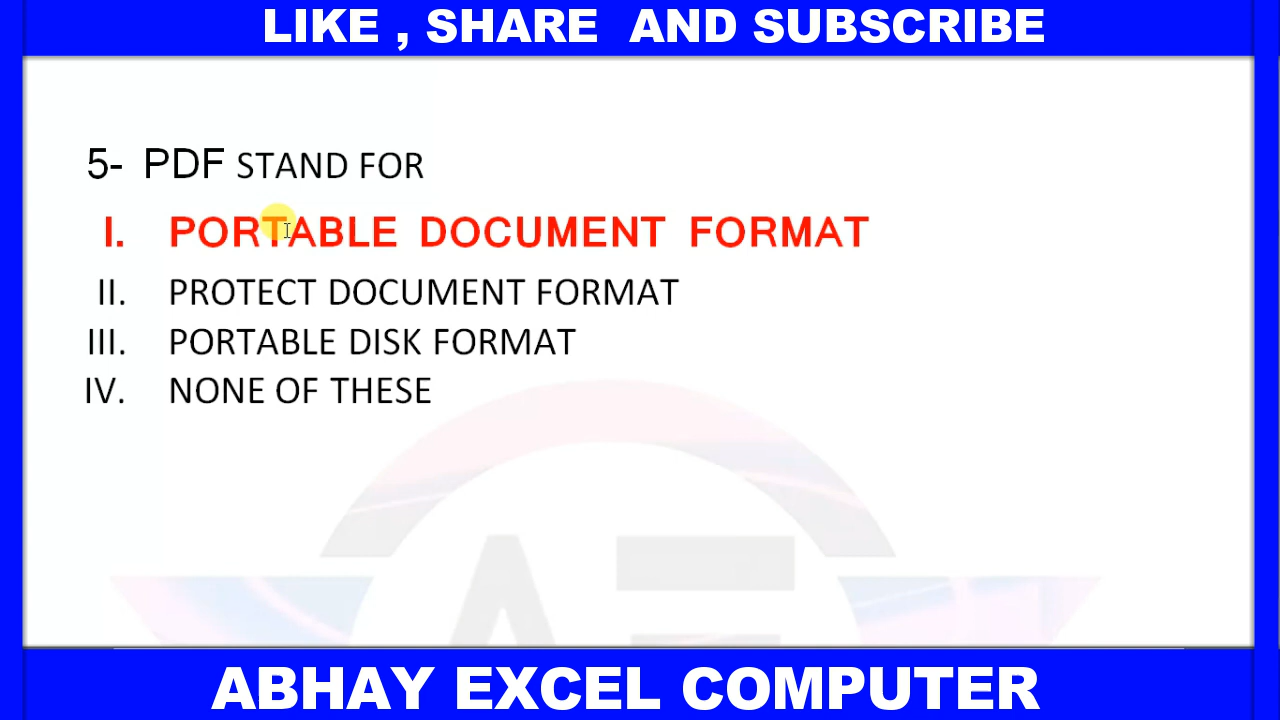 LIKE , SHARE AND SUBSCRIBE
5- PDF STAND FOR
I. PORTABLE DOCUMENT FORMAT
II. PROTECT DOCUMENT FORMAT
III. PORTABLE DISK FORMAT
IV. NONE OF THESE
AE
ABHAY EXCEL COMPUTER